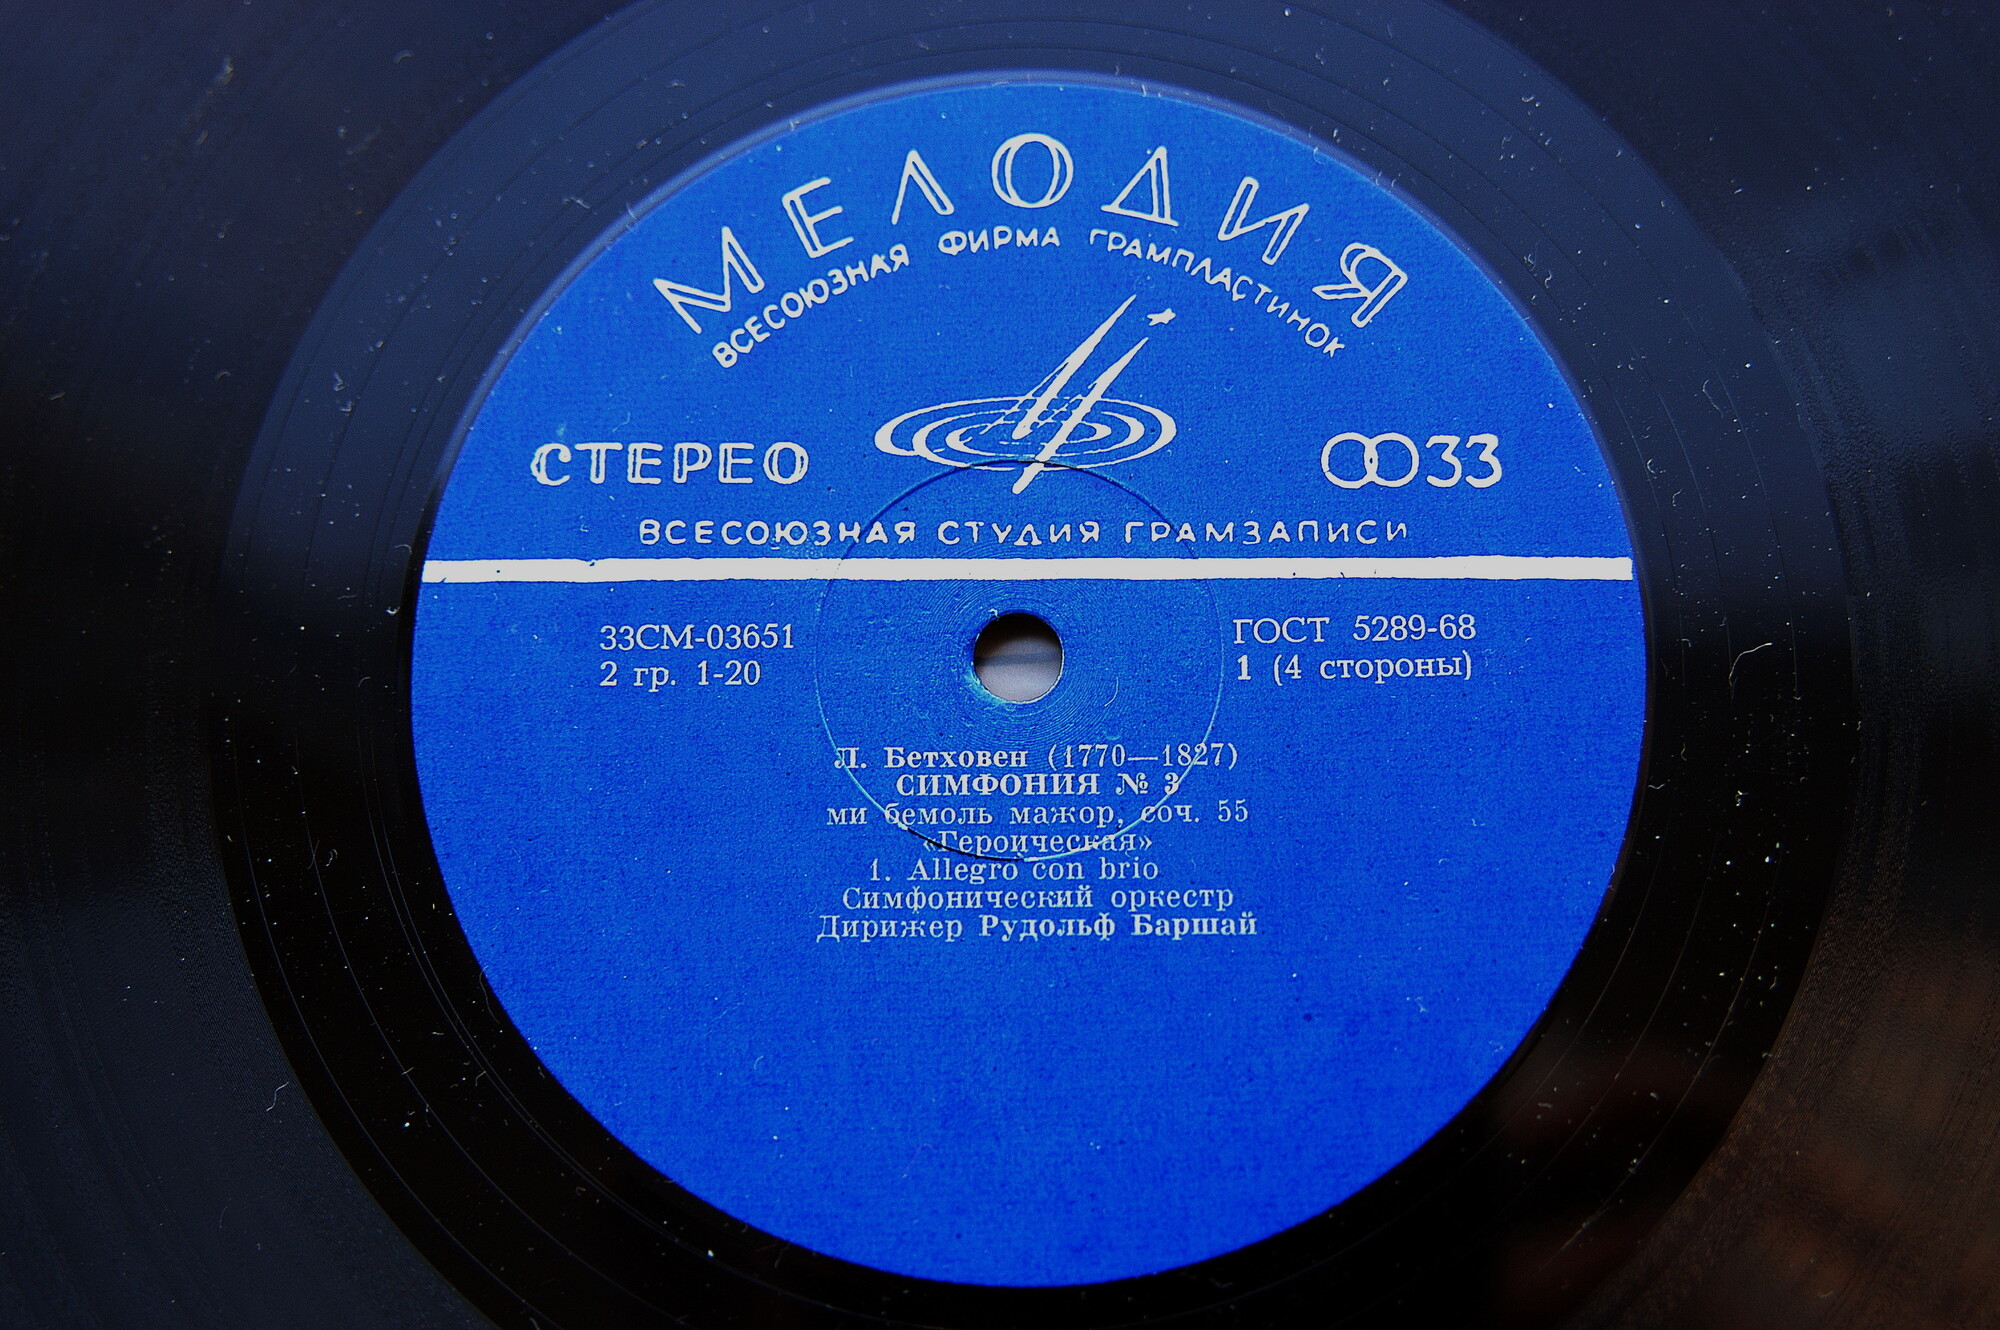 МЕЛОДИЯ
ВСЕСОЮЗНАЯ ФИРМА ГРАМПЛАСТИНОК
СТЕРЕО
33
ВСЕСОЮЗНАЯ СТУДИЯ ГРАМЗАПИСИ
33СМ-03651
2 гр. 1-20
ГОСТ 5289-68
1 (4 стороны)
Л. Бетховен (1770—1827)
СИМФОНИЯ № 3
ми бемоль мажор, соч. 55
«Героическая»
1. Allegro con brio
Симфонический оркестр
Дирижер Рудольф Баршай